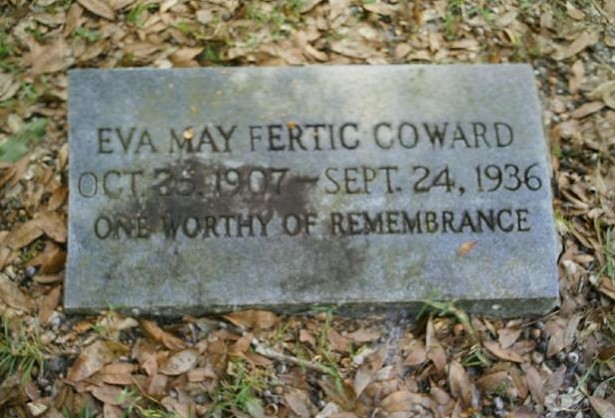 EVA MAY FERTIC COWARD
OCT. 25, 1907 – SEPT. 24, 1936
ONE WORTHY OF REMEMBRANCE